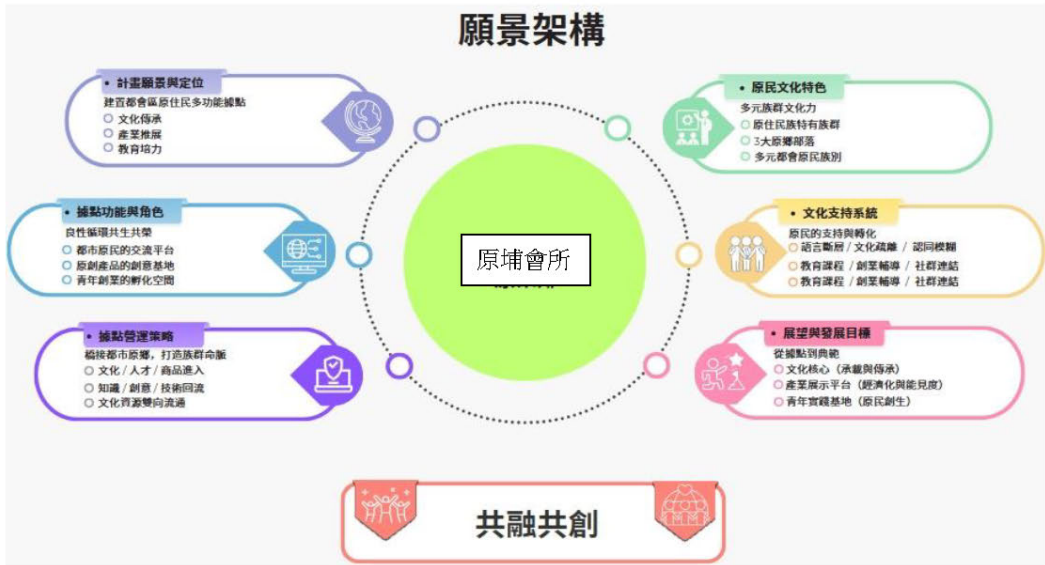 願景架構
計畫願景與定位
建置都會區原住民多功能據點
文化傳承
產業推展
教育培力
據點功能與角色
良性循環共生共榮
都市原民的交流平台
原創產品的創意基地
青年創業的孵化空間
據點營運策略
橋接都市原鄉，打造族群命脈
文化 / 人才 / 商品進入
知識 / 創意 / 技術回流
文化資源雙向流通
原埔會所
原民文化特色
多元族群文化力
原住民族特有族群
3大原鄉部落
多元都會原民族別
文化支持系統
原民的支持與轉化
語言斷層 / 文化疏離 / 認同模糊
教育課程 / 創業輔導 / 社群連結
教育課程 / 創業輔導 / 社群連結
展望與發展目標
從據點到典範
文化核心（承載與傳承）
產業展示平台（經濟化與能見度）
青年實踐基地（原民創生）
共融共創